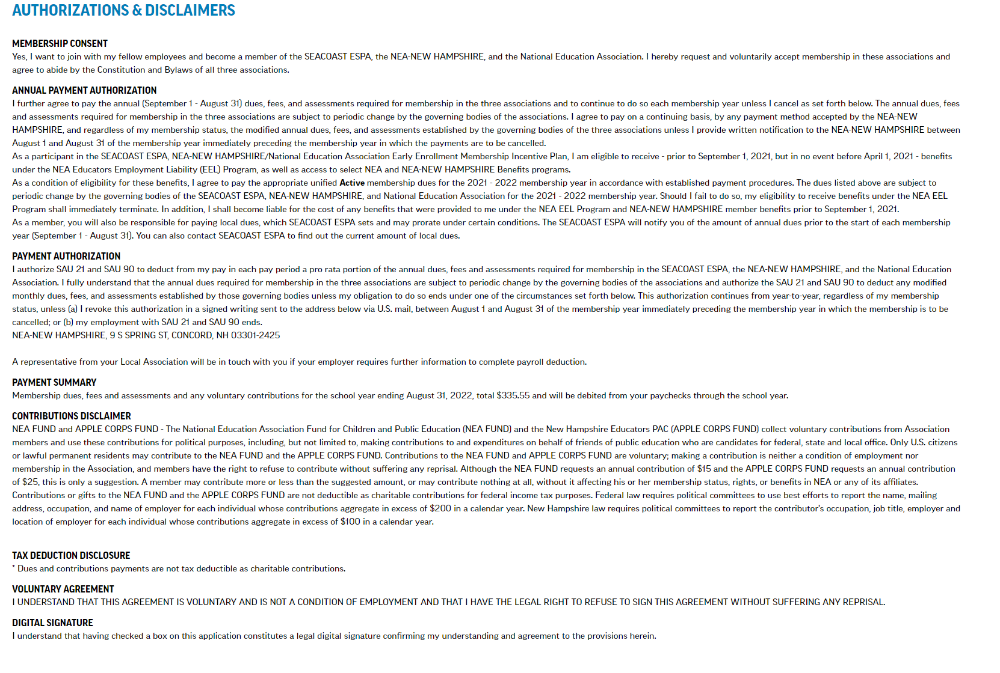 AUTHORIZATIONS & DISCLAIMERS
MEMBERSHIP CONSENT
Yes, I want to join with my fellow employees and become a member of the SEACOAST ESPA, the NEA-NEW HAMPSHIRE, and the National Education Association. I hereby request and voluntarily accept membership in these associations and
agree to abide by the Constitution and Bylaws of all three associations.
ANNUAL PAYMENT AUTHORIZATION
I further agree to pay the annual (September 1 - August 31) dues, fees, and assessments required for membership in the three associations and to continue to do so each membership year unless I cancel as set forth below. The annual dues, fees
and assessments required for membership in the three associations are subject to periodic change by the governing bodies of the associations. I agree to pay on a continuing basis, by any payment method accepted by the NEA-NEW
HAMPSHIRE, and regardless of my membership status, the modified annual dues, fees, and assessments established by the governing bodies of the three associations unless I provide written notification to the NEA-NEW HAMPSHIRE between
August 1 and August 31 of the membership year immediately preceding the membership year in which the payments are to be cancelled.
As a participant in the SEACOAST ESPA, NEA-NEW HAMPSHIRE/National Education Association Early Enrollment Membership Incentive Plan, I am eligible to receive - prior to September 1, 2021, but in no event before April 1, 2021 - benefits
under the NEA Educators Employment Liability (EEL) Program, as well as access to select NEA and NEA-NEW HAMPSHIRE Benefits programs.
As a condition of eligibility for these benefits, I agree to pay the appropriate unified Active membership dues for the 2021 - 2022 membership year in accordance with established payment procedures. The dues listed above are subject to
periodic change by the governing bodies of the SEACOAST ESPA, NEA-NEW HAMPSHIRE, and National Education Association for the 2021 - 2022 membership year. Should I fail to do so, my eligibility to receive benefits under the NEA EEL
Program shall immediately terminate. In addition, I shall become liable for the cost of any benefits that were provided to me under the NEA EEL Program and NEA-NEW HAMPSHIRE member benefits prior to September 1, 2021.
As a member, you will also be responsible for paying local dues, which SEACOAST ESPA sets and may prorate under certain conditions. The SEACOAST ESPA will notify you of the amount of annual dues prior to the start of each membership
year (September 1 - August 31). You can also contact SEACOAST ESPA to find out the current amount of local dues.
PAYMENT AUTHORIZATION
I authorize SAU 21 and SAU 90 to deduct from my pay in each pay period a pro rata portion of the annual dues, fees and assessments required for membership in the SEACOAST ESPA, the NEA-NEW HAMPSHIRE, and the National Education
Association. I fully understand that the annual dues required for membership in the three associations are subject to periodic change by the governing bodies of the associations and authorize the SAU 21 and SAU 90 to deduct any modified
monthly dues, fees, and assessments established by those governing bodies unless my obligation to do so ends under one of the circumstances set forth below. This authorization continues from year-to-year, regardless of my membership
status, unless (a) I revoke this authorization in a signed writing sent to the address below via U.S. mail, between August 1 and August 31 of the membership year immediately preceding the membership year in which the membership is to be
cancelled; or (b) my employment with SAU 21 and SAU 90 ends.
NEA-NEW HAMPSHIRE, 9 S SPRING ST, CONCORD, NH 03301-2425
A representative from your Local Association will be in touch with you if your employer requires further information to complete payroll deduction.
PAYMENT SUMMARY
Membership dues, fees and assessments and any voluntary contributions for the school year ending August 31, 2022, total $335.55 and will be debited from your paychecks through the school year.
CONTRIBUTIONS DISCLAIMER
NEA FUND and APPLE CORPS FUND - The National Education Association Fund for Children and Public Education (NEA FUND) and the New Hampshire Educators PAC (APPLE CORPS FUND) collect voluntary contributions from Association
members and use these contributions for political purposes, including, but not limited to, making contributions to and expenditures on behalf of friends of public education who are candidates for federal, state and local office. Only U.S. citizens
or lawful permanent residents may contribute to the NEA FUND and the APPLE CORPS FUND. Contributions to the NEA FUND and APPLE CORPS FUND are voluntary; making a contribution is neither a condition of employment nor
membership in the Association, and members have the right to refuse to contribute without suffering any reprisal. Although the NEA FUND requests an annual contribution of $15 and the APPLE CORPS FUND requests an annual contribution
of $25, this is only a suggestion. A member may contribute more or less than the suggested amount, or may contribute nothing at all, without it affecting his or her membership status, rights, or benefits in NEA or any of its affiliates.
Contributions or gifts to the NEA FUND and the APPLE CORPS FUND are not deductible as charitable contributions for federal income tax purposes. Federal law requires political committees to use best efforts to report the name, mailing
address, occupation, and name of employer for each individual whose contributions aggregate in excess of $200 in a calendar year. New Hampshire law requires political committees to report the contributor's occupation, job title, employer and
location of employer for each individual whose contributions aggregate in excess of $100 in a calendar year.
TAX DEDUCTION DISCLOSURE
* Dues and contributions payments are not tax deductible as charitable contributions.
VOLUNTARY AGREEMENT
I UNDERSTAND THAT THIS AGREEMENT IS VOLUNTARY AND IS NOT A CONDITION OF EMPLOYMENT AND THAT I HAVE THE LEGAL RIGHT TO REFUSE TO SIGN THIS AGREEMENT WITHOUT SUFFERING ANY REPRISAL.
DIGITAL SIGNATURE
I understand that having checked a box on this application constitutes a legal digital signature confirming my understanding and agreement to the provisions herein.